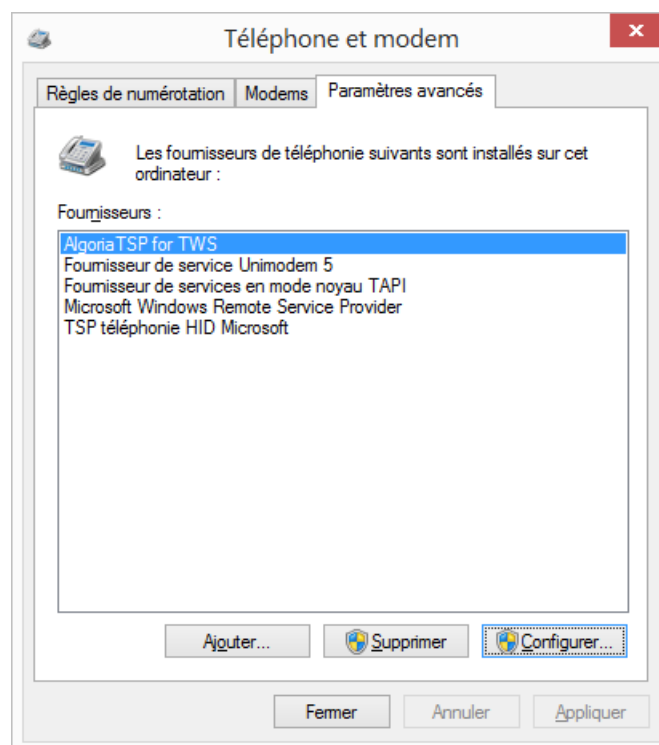 Téléphone et modem
x
Règles de numérotation
Modems
Paramètres avancés
Les fournisseurs de téléphonie suivants sont installés sur cet
ordinateur :
Fournisseurs :
AlgoriaTSP for TWS
Fournisseur de service Unimodem 5
Fournisseur de services en mode noyau TAPI
Microsoft Windows Remote Service Provider
TSP téléphonie HID Microsoft
Ajouter...
Supprimer
Configurer...
Fermer
Annuler
Appliquer